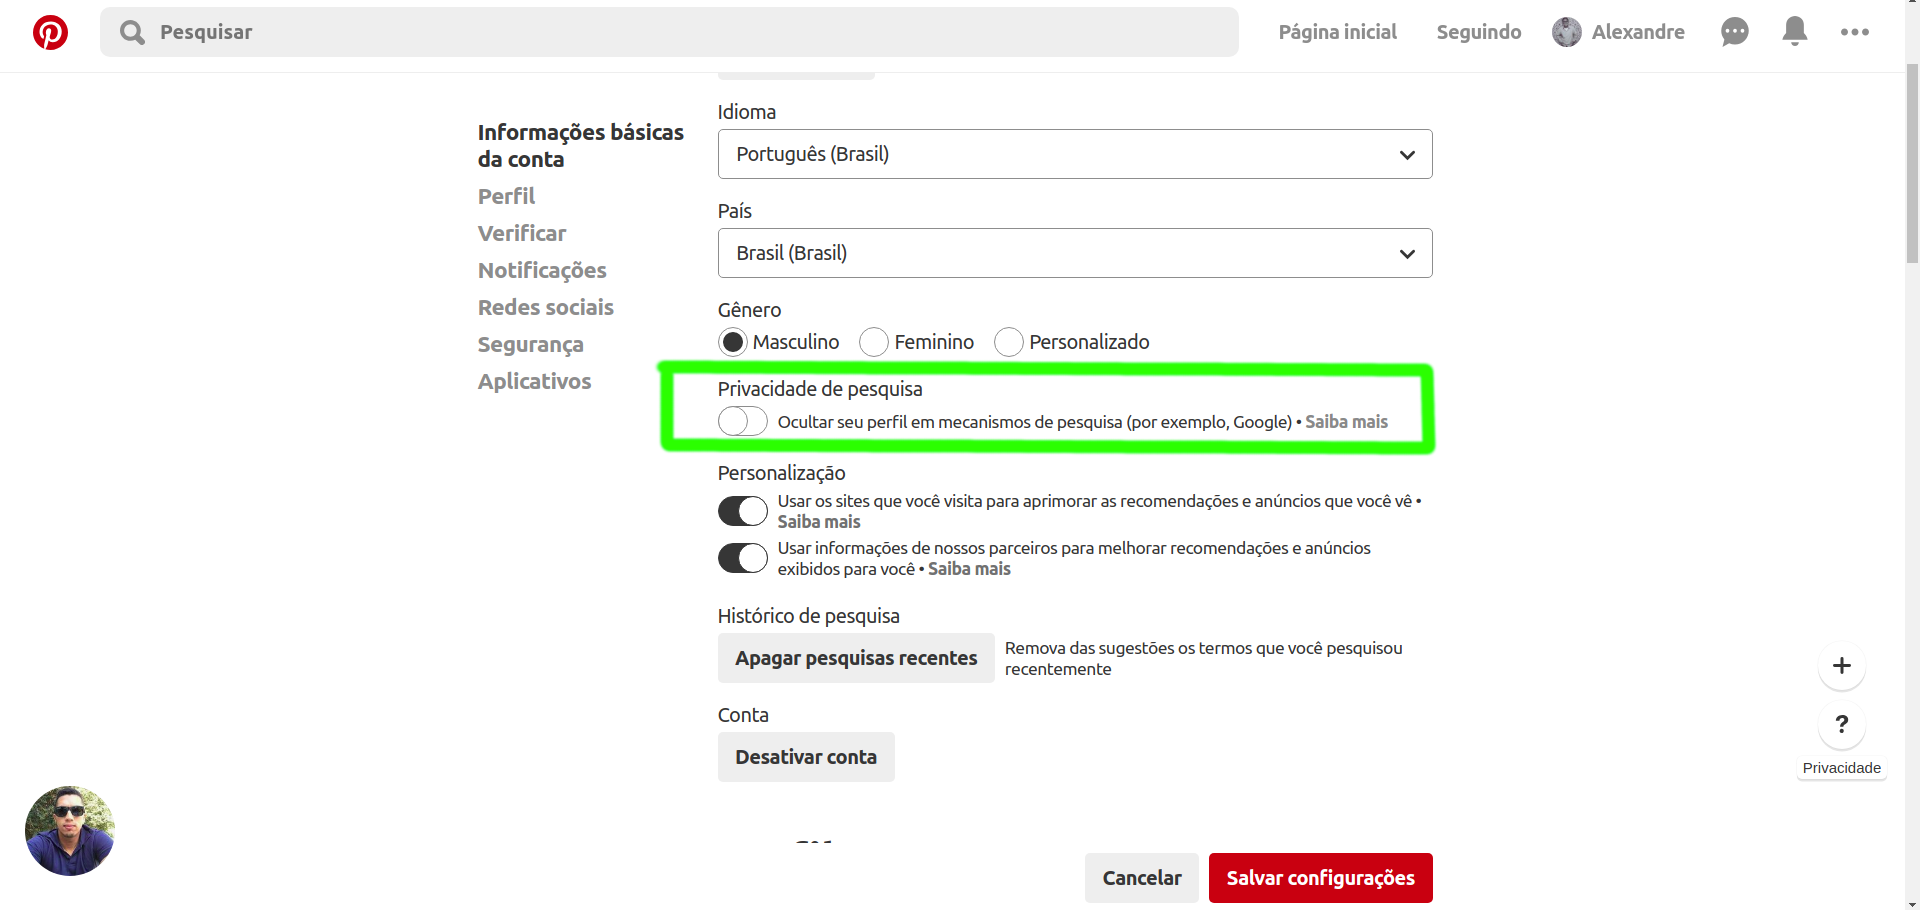 Pesquisar
Página inicial
Seguindo
Alexandre
Informações básicas
da conta
Perfil
Verificar
Notificações
Redes sociais
Segurança
Aplicativos
Idioma
Português (Brasil)
País
Brasil (Brasil)
Gênero
Masculino
Feminino
Personalizado
Privacidade de pesquisa
Ocultar seu perfil em mecanismos de pesquisa (por exemplo, Google) • Saiba mais
Personalização
Usar os sites que você visita para aprimorar as recomendações e anúncios que você vê •
Saiba mais
Usar informações de nossos parceiros para melhorar recomendações e anúncios
exibidos para você • Saiba mais
Histórico de pesquisa
Apagar pesquisas recentes
Remova das sugestões os termos que você pesquisou
recentemente
Conta
Desativar conta
+
?
Privacidade
Cancelar
Salvar configurações